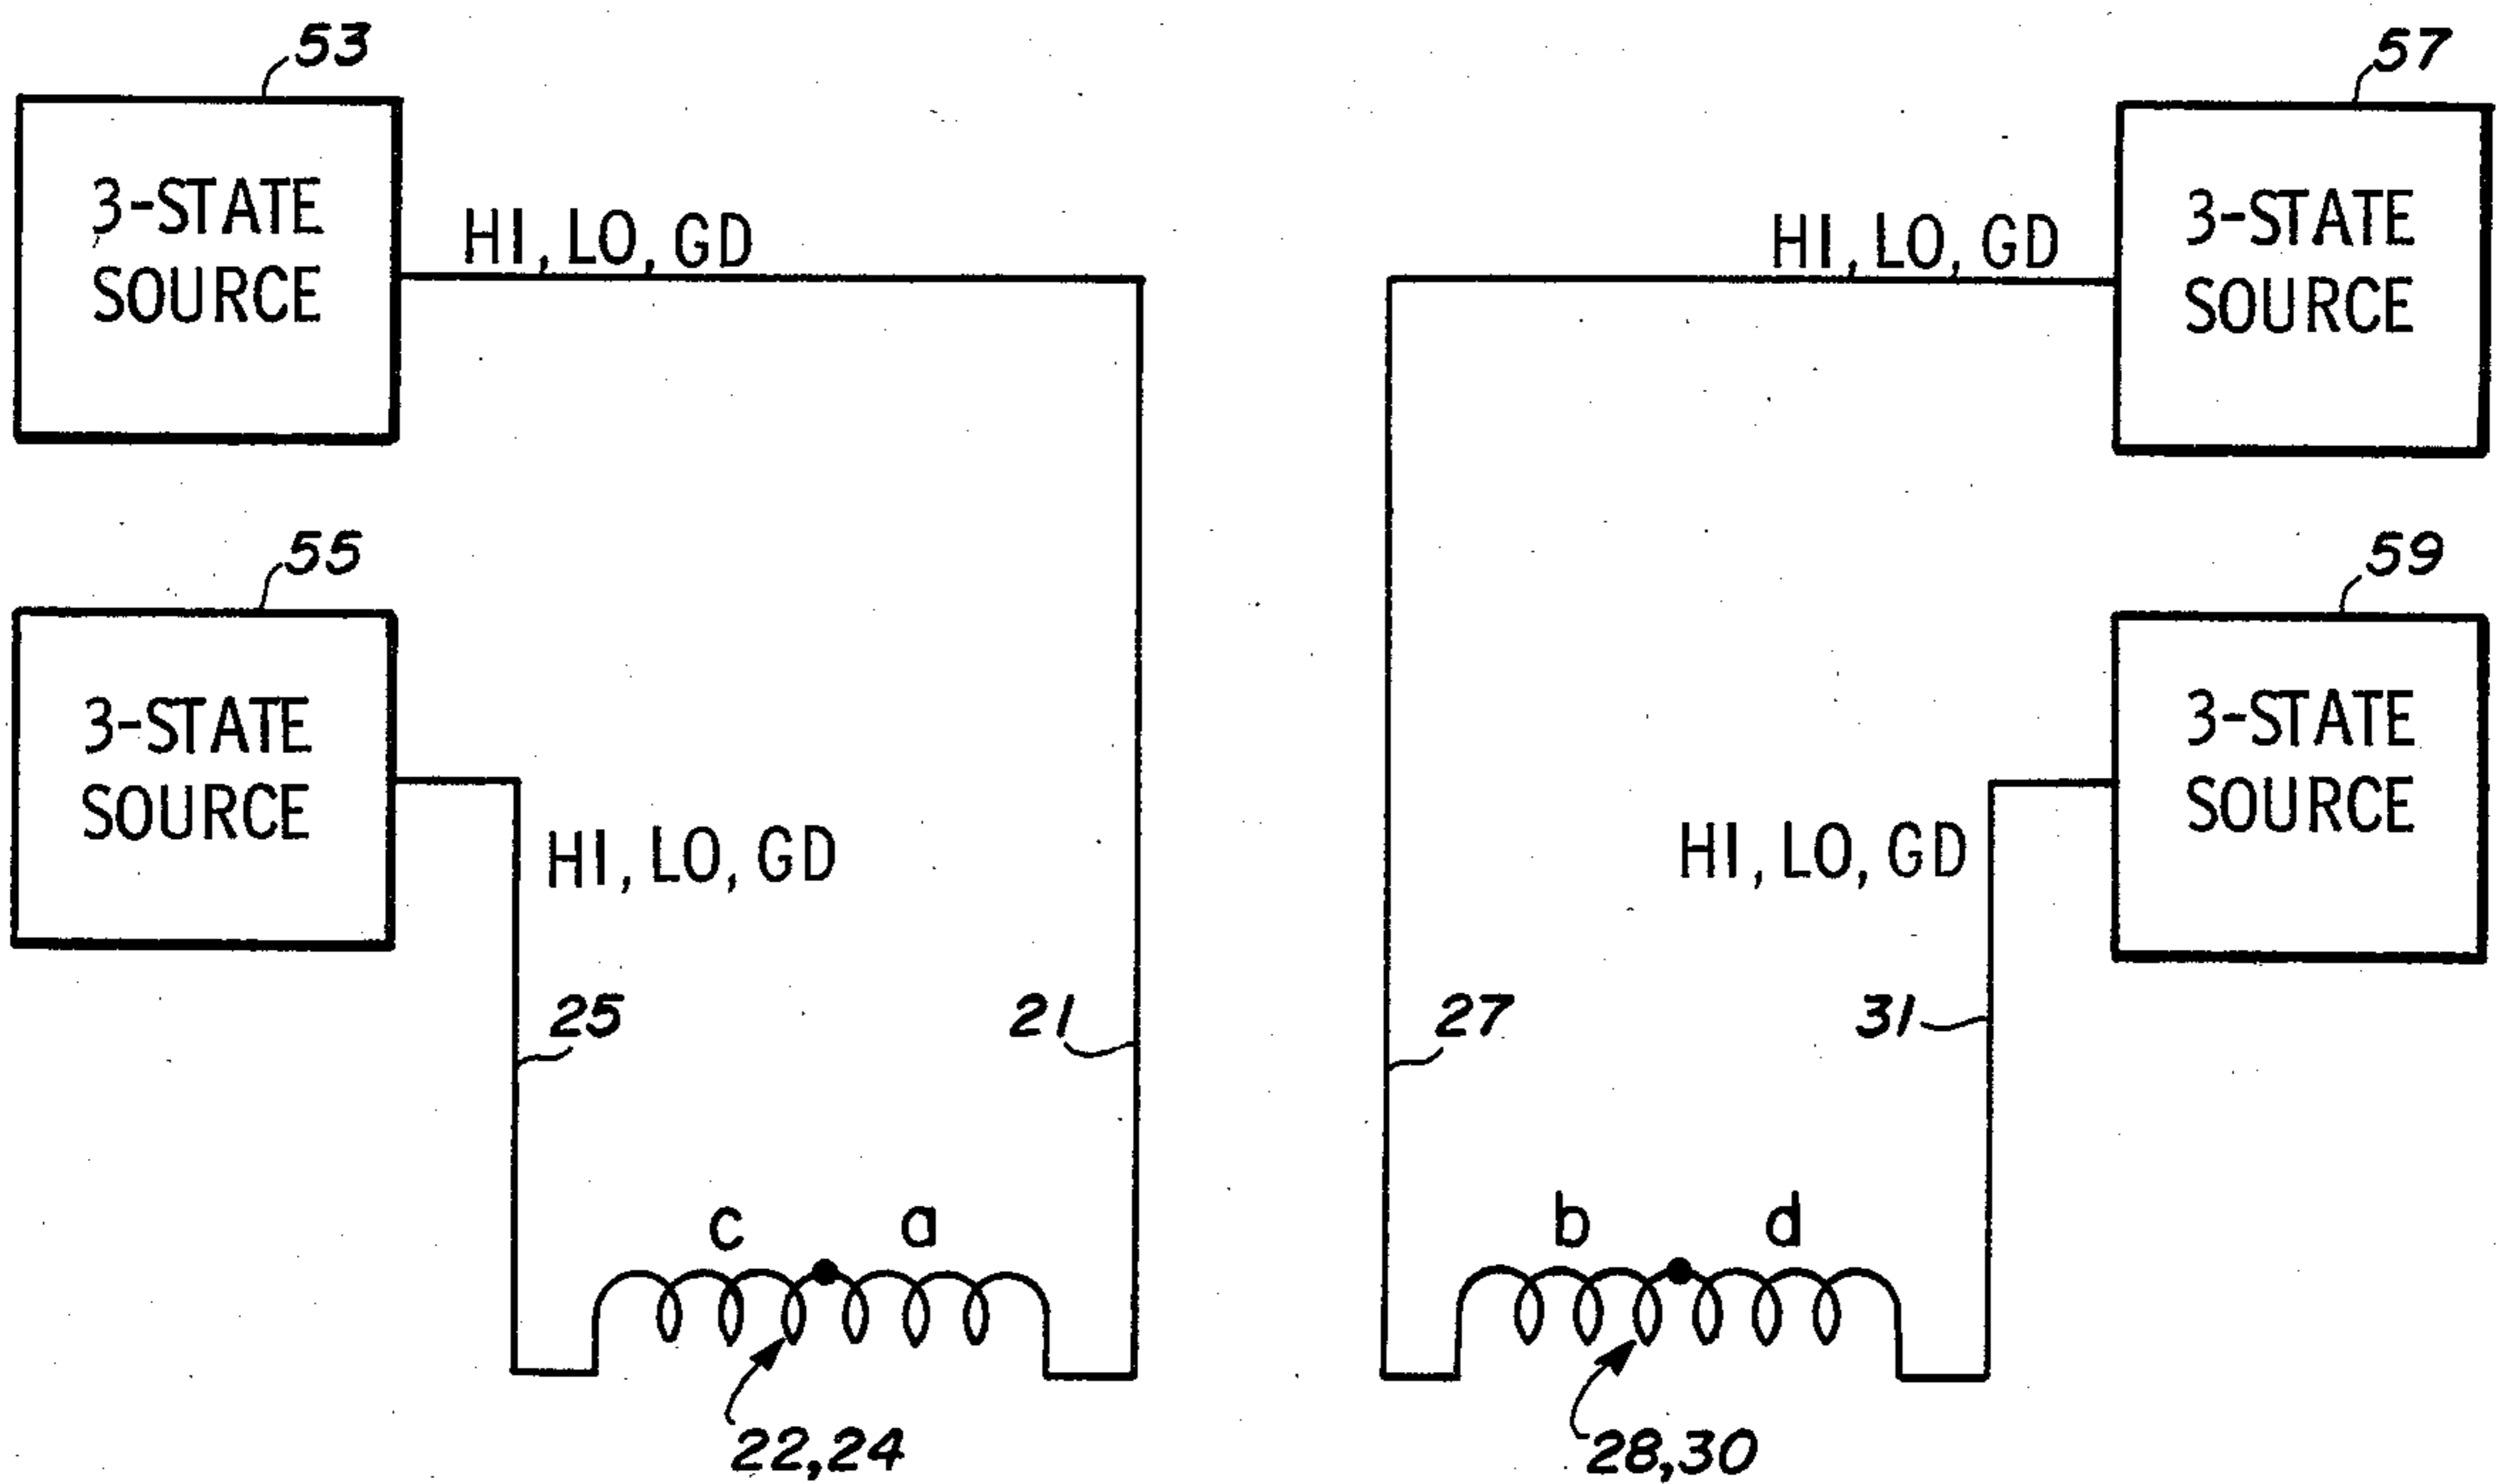 53
57
3-STATE
SOURCE
HI, LO, GD
HI, LO, GD
3-STATE
SOURCE
55
59
3-STATE
SOURCE
HI, LO, GD
HI, LO, GD
3-STATE
SOURCE
25
21
27
31
c a
b d
22,24
28,30